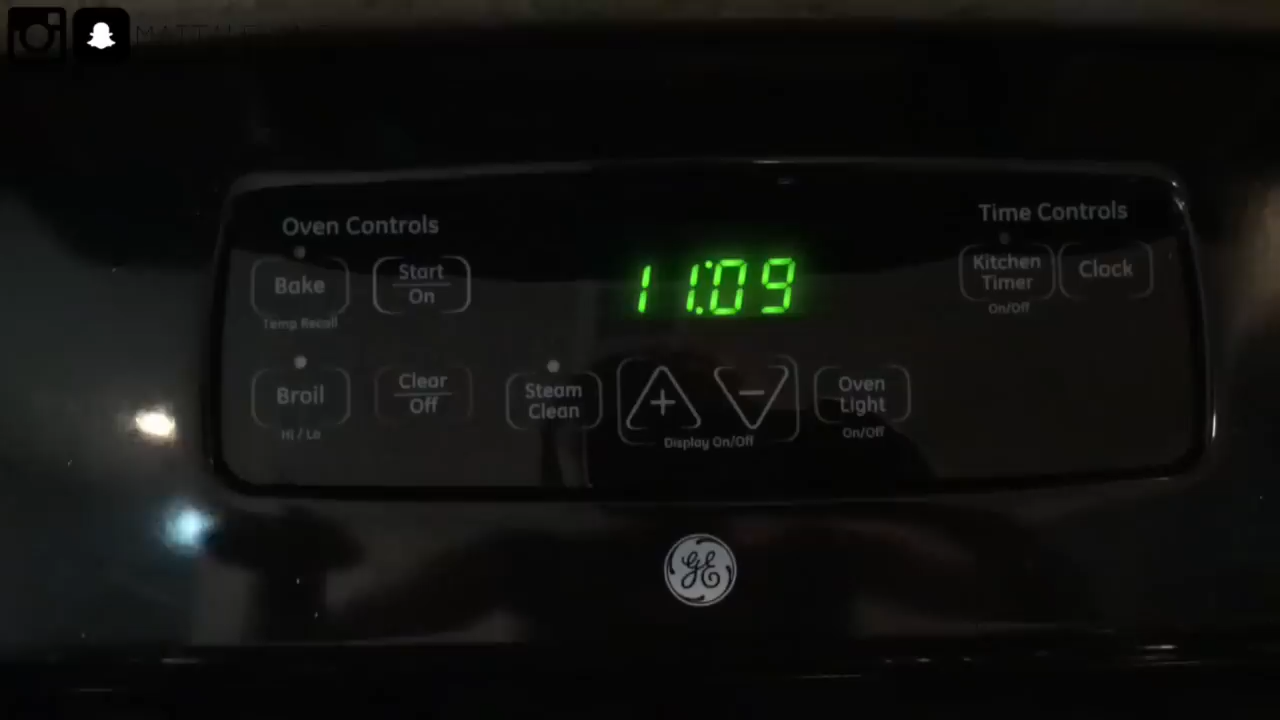 Oven Controls
Time Controls
Bake
Start
On
11:09
Kitchen
Timer
Clock
On/Off
Temp Recall
Broil
Clear
Off
Steam
Clean
+
−
Oven
Light
Hi / Lo
Display On/Off
On/Off
GE